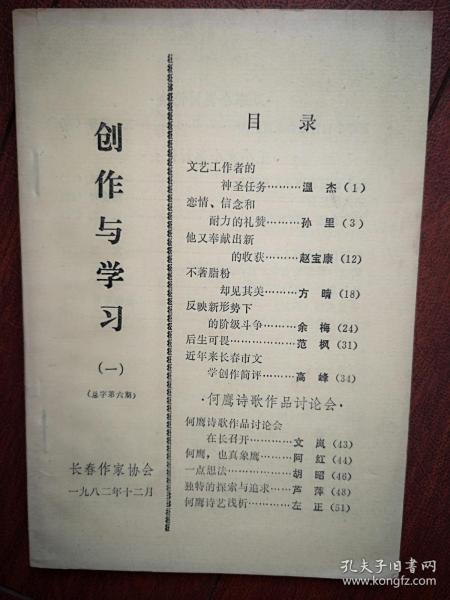 创作与学习
(一)
(总字第六期)
长春作家协会
一九八二年十二月
目 录
文艺工作者的
神圣任务………温 杰(1)
恋情、信念和
耐力的礼赞………孙 里(3)
他又奉献出新
的收获………赵宝康(12)
不著脂粉
却见其美………方 晴(18)
反映新形势下
的阶级斗争………余 梅(24)
后生可畏…………范 枫(31)
近年来长春市文
学创作简评………高 峰(34)
·何鹰诗歌作品讨论会·
何鹰诗歌作品讨论会
在长召开…………文 岚(43)
何鹰,也真象鹰……阿 红(44)
一点想法…………胡 昭(46)
独特的探索与追求……芦 萍(48)
何鹰诗艺浅析………左 正(51)
孔夫子旧书网
www.kongfz.com